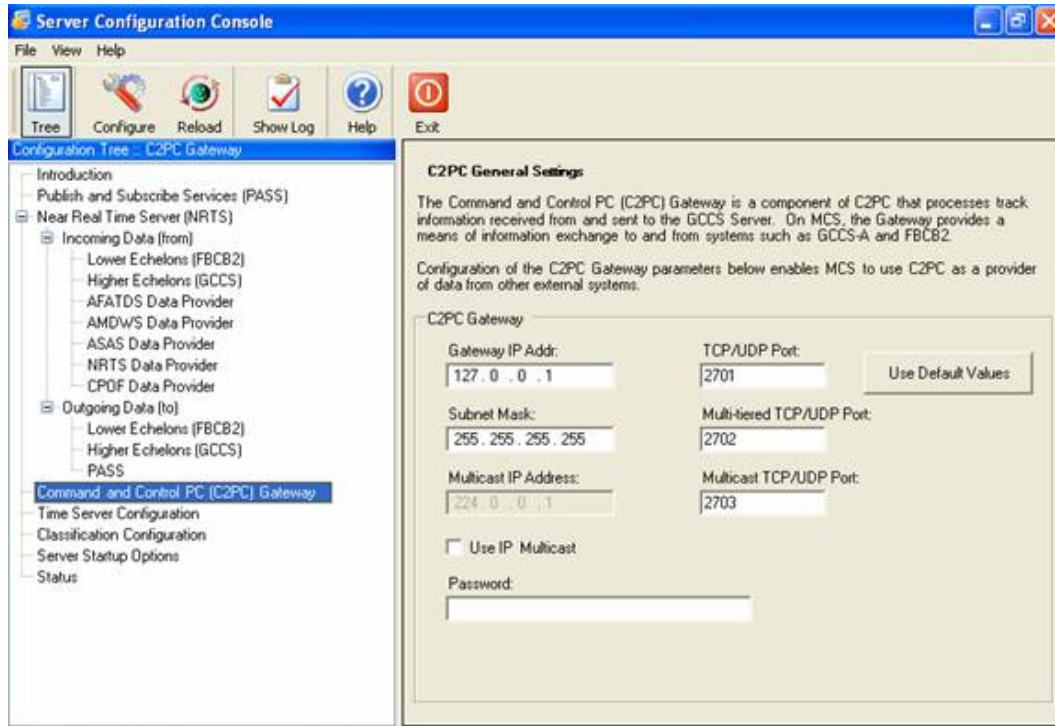 Server Configuration Console
File View Help
Tree Configure Reload Show Log Help Exit
Configuration Tree :: C2PC Gateway
Introduction
Publish and Subscribe Services (PASS)
Near Real Time Server (NRTS)
Incoming Data (from)
Lower Echelons (FBCB2)
Higher Echelons (GCCS)
AFATDS Data Provider
AMDWS Data Provider
ASAS Data Provider
NRTS Data Provider
CPOF Data Provider
Outgoing Data (to)
Lower Echelons (FBCB2)
Higher Echelons (GCCS)
PASS
Command and Control PC (C2PC) Gateway
Time Server Configuration
Classification Configuration
Server Startup Options
Status
C2PC General Settings
The Command and Control PC (C2PC) Gateway is a component of C2PC that processes track
information received from and sent to the GCCS Server. On MCS, the Gateway provides a
means of information exchange to and from systems such as GCCS-A and FBCB2.
Configuration of the C2PC Gateway parameters below enables MCS to use C2PC as a provider
of data from other external systems.
C2PC Gateway
Gateway IP Addr: TCP/UDP Port:
127. 0 . 0 . 1 2701 Use Default Values
Subnet Mask: Multi-tiered TCP/UDP Port:
255. 255. 255. 255 2702
Multicast IP Address: Multicast TCP/UDP Port:
224. 0 . 0 . 1 2703
Use IP Multicast
Password: